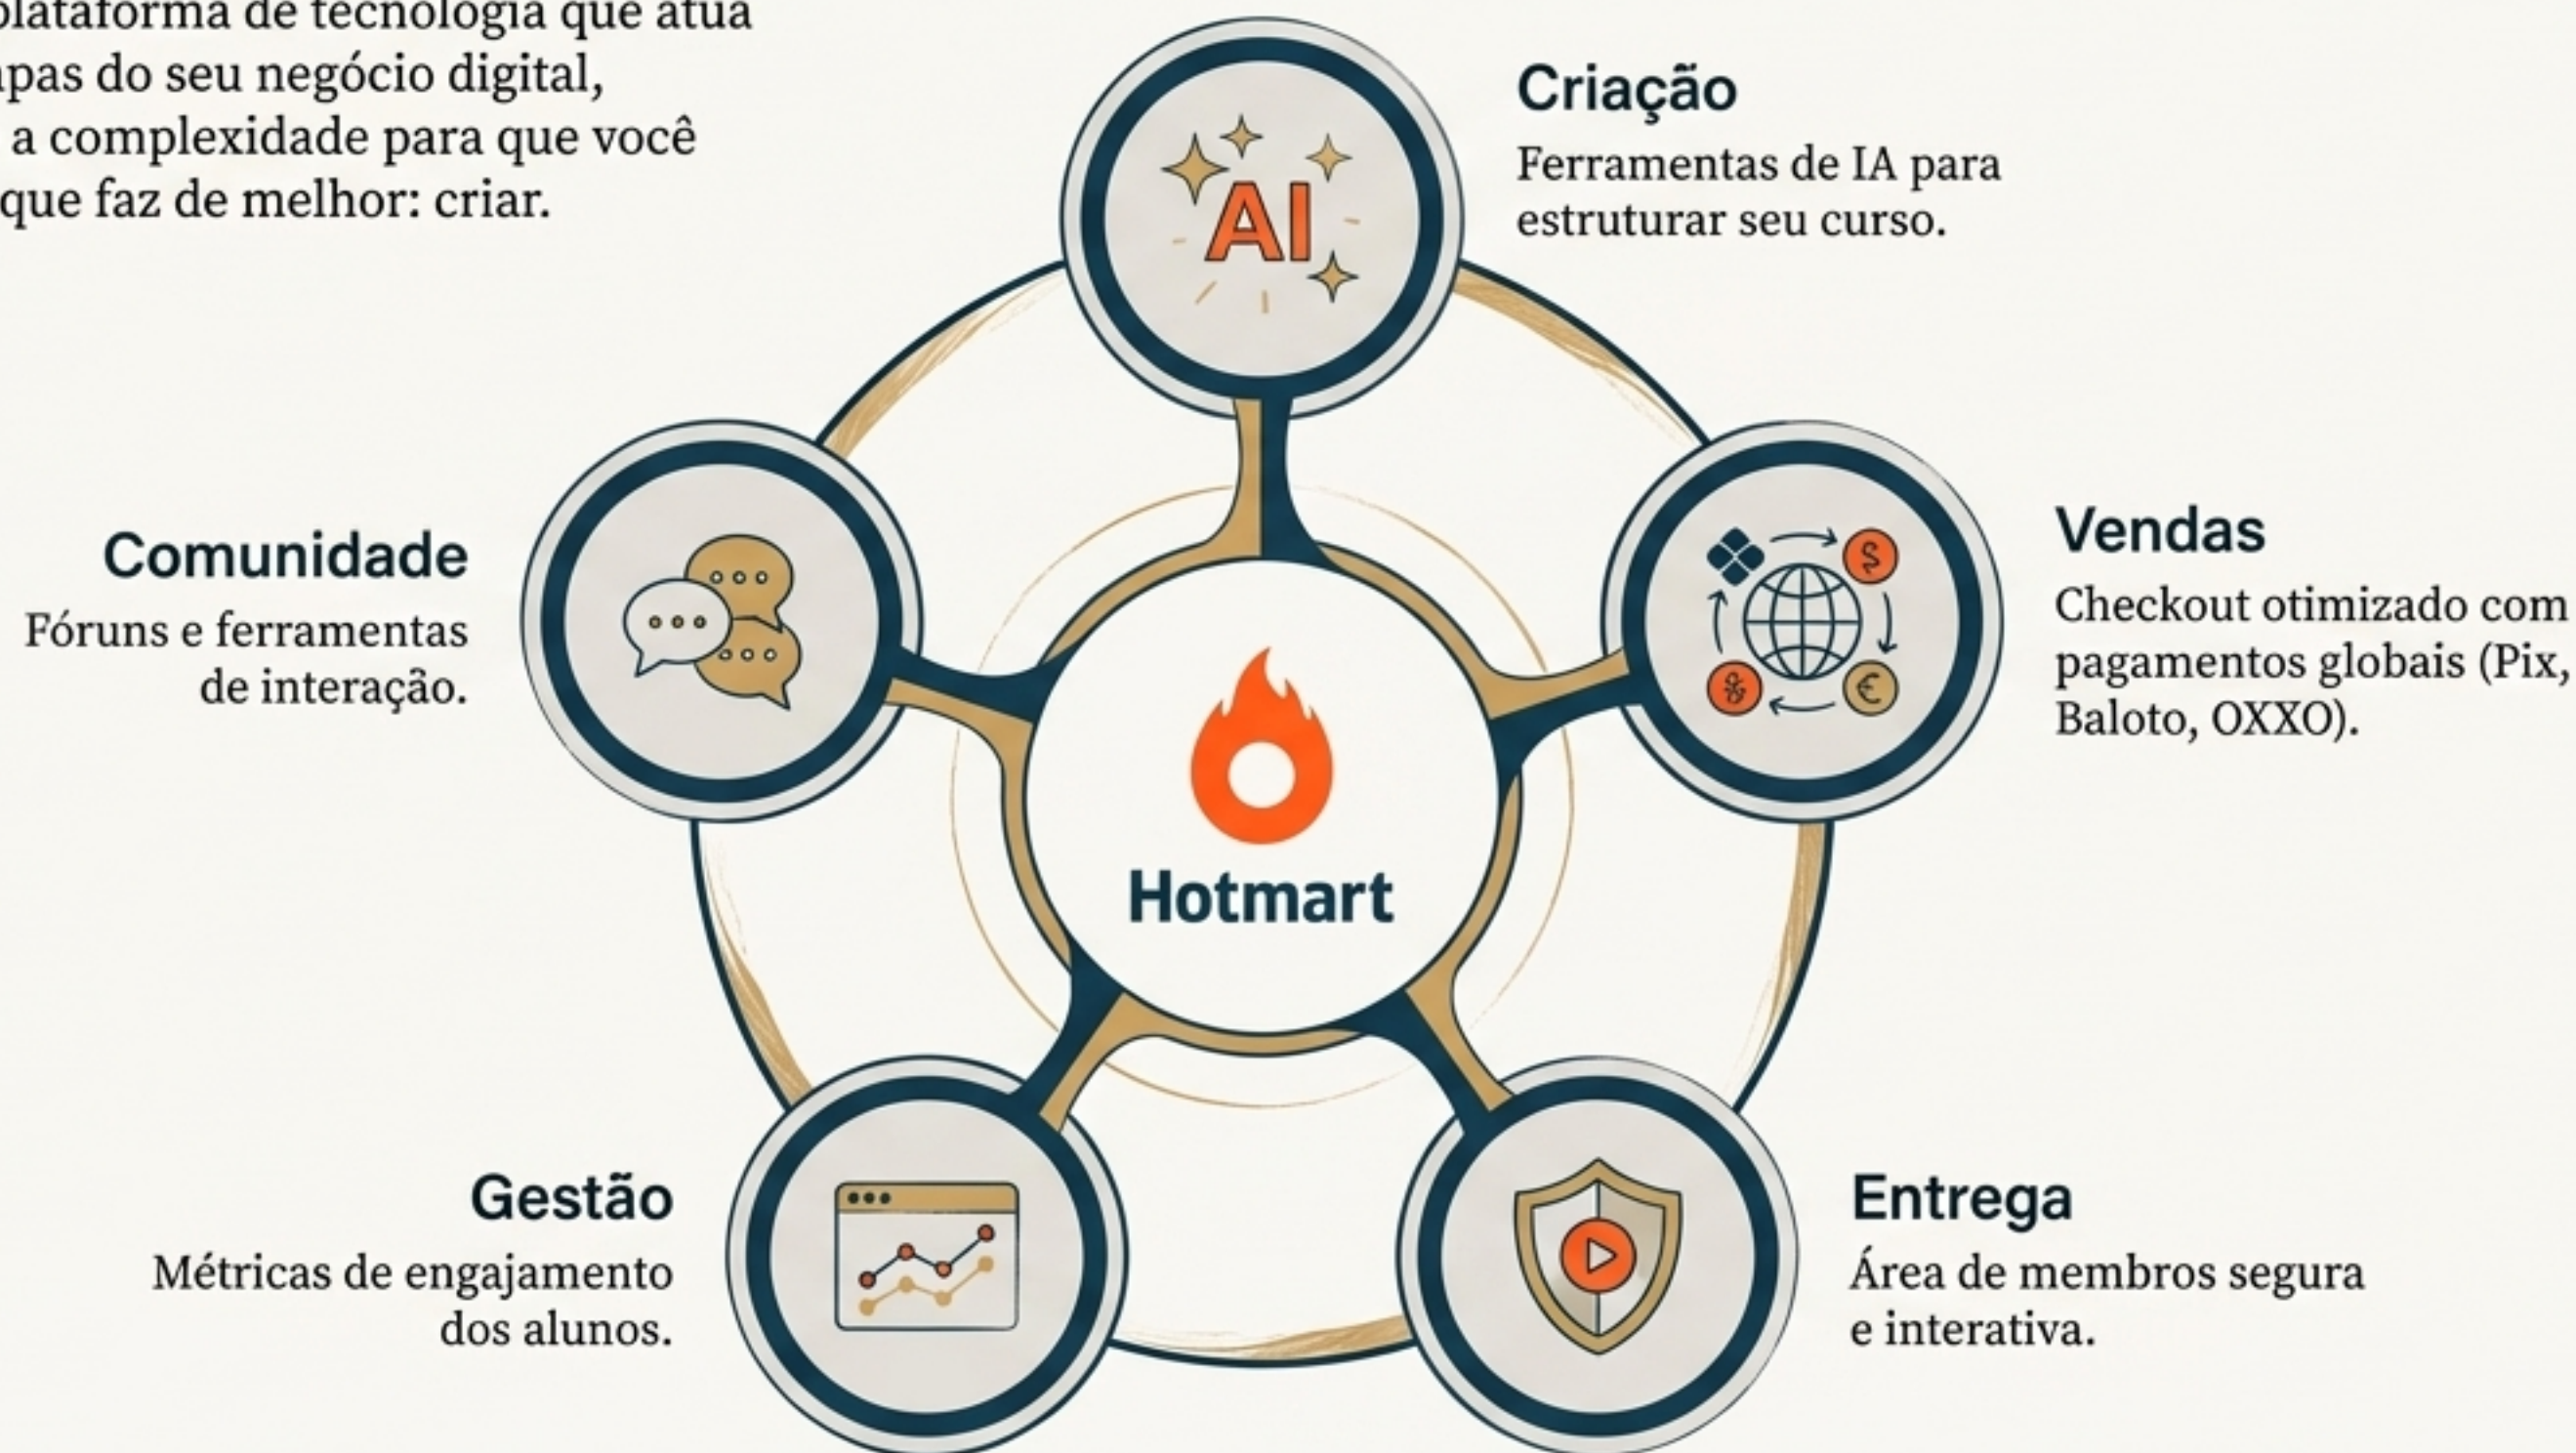 plataforma de tecnologia que atua
do seu negócio digital,
a complexidade para que você
que faz de melhor: criar.
AI
Criação
Ferramentas de IA para
estruturar seu curso.
Comunidade
Fóruns e ferramentas
de interação.
$
€
Vendas
Checkout otimizado com
pagamentos globais (Pix,
Baloto, OXXO).
Hotmart
Gestão
Métricas de engajamento
dos alunos.
Entrega
Área de membros segura
e interativa.